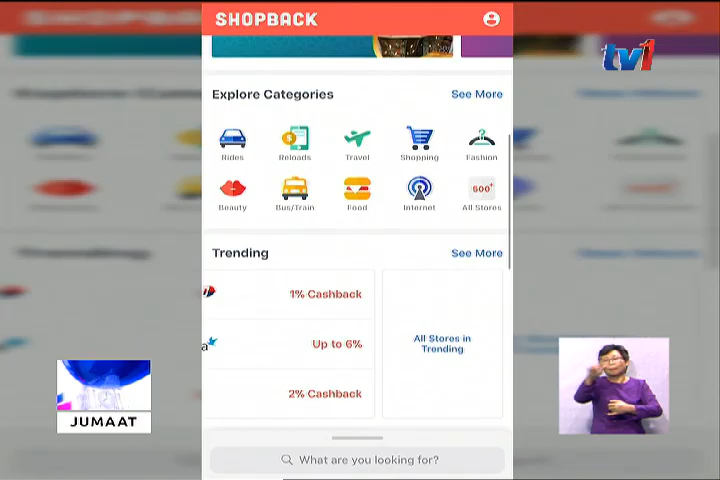 SHOPBACK
tv1
Explore Categories
See More
Rides
Reloads
Travel
Shopping
Fashion
Beauty
Bus/Train
Food
600+
Internet
All Stores
Trending
See More
1% Cashback
Up to 6%
2% Cashback
a
All Stores in
Trending
What are you looking for?
JUMAAT